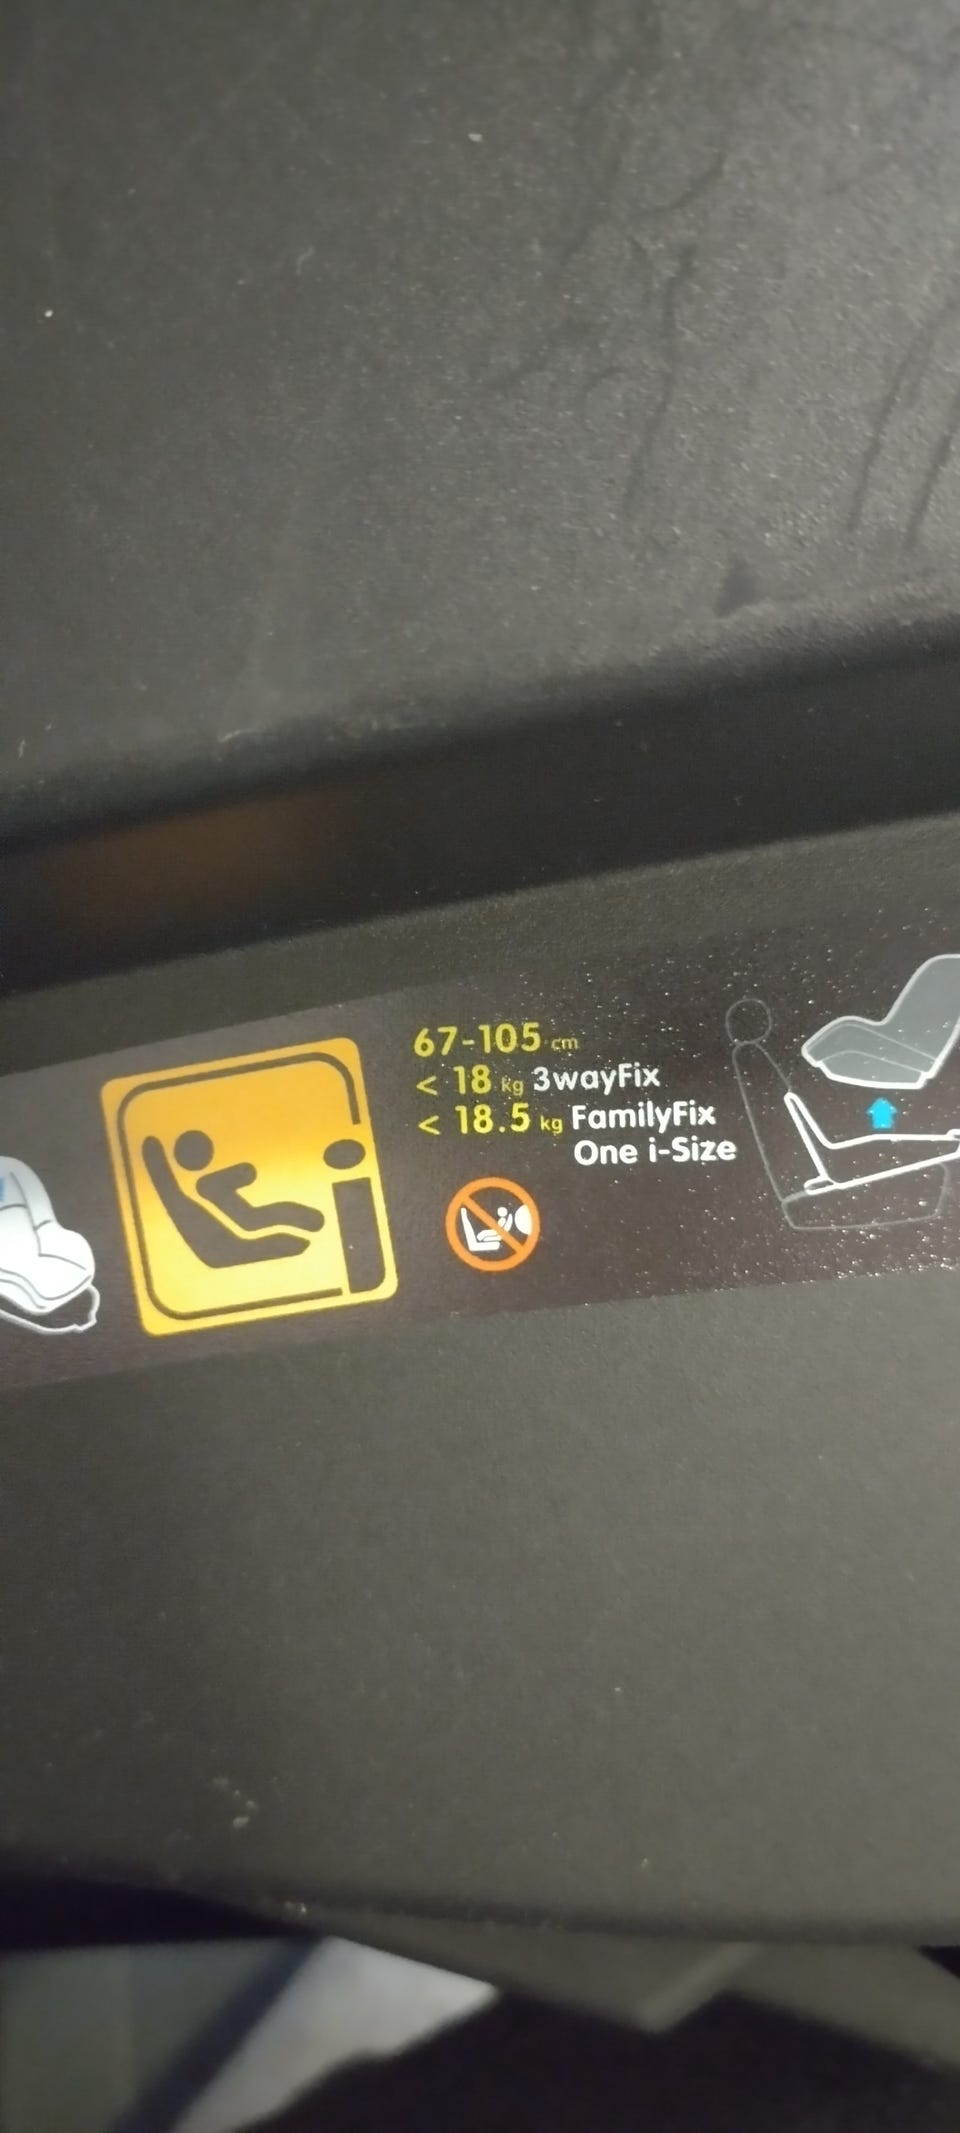 67-105 cm
< 18 kg 3wayFix
< 18.5 kg FamilyFix
One i-Size